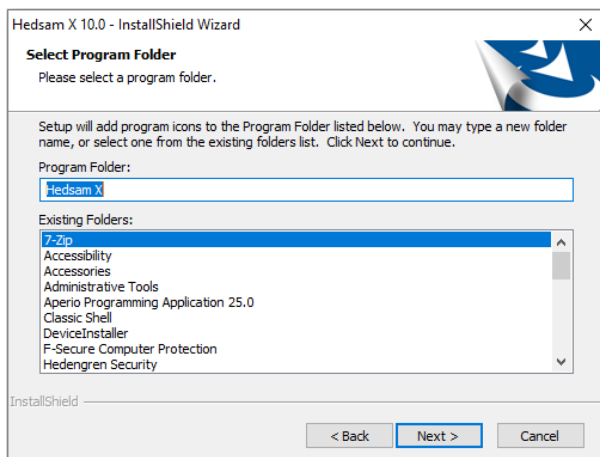 Hedsam X 10.0 - InstallShield Wizard
Select Program Folder
Please select a program folder.
Setup will add program icons to the Program Folder listed below. You may type a new folder
name, or select one from the existing folders list. Click Next to continue.
Program Folder:
Hedsam X
Existing Folders:
7-Zip
Accessibility
Accessories
Administrative Tools
Aperio Programming Application 25.0
Classic Shell
DeviceInstaller
F-Secure Computer Protection
Hedengren Security
InstallShield
< Back Next > Cancel